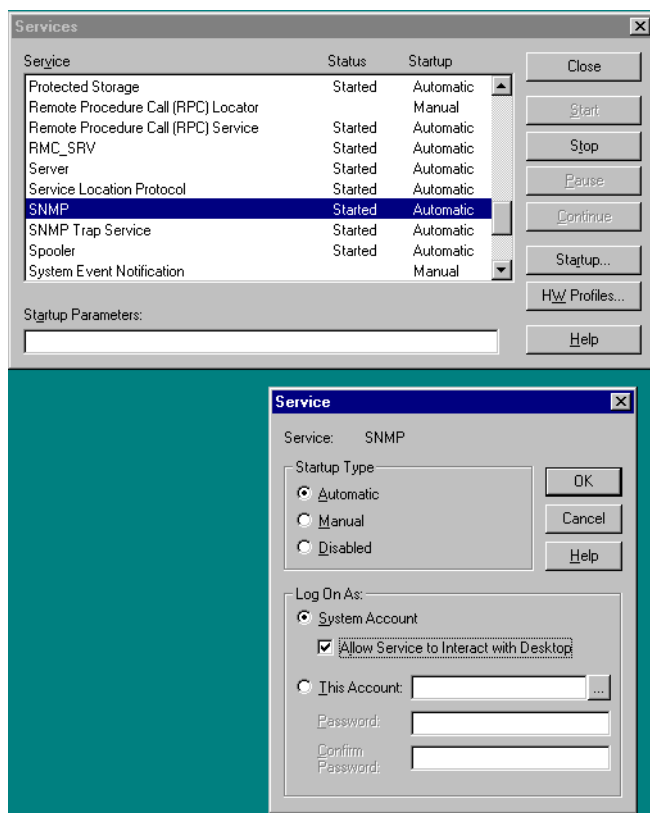 Services
Service Status Startup
Protected Storage Started Automatic
Remote Procedure Call (RPC) Locator Manual
Remote Procedure Call (RPC) Service Started Automatic
RMC_SRV Started Automatic
Server Started Automatic
Service Location Protocol Started Automatic
SNMP Started Automatic
SNMP Trap Service Started Automatic
Spooler Started Automatic
System Event Notification Manual
Close
Start
Stop
Pause
Continue
Startup...
HW Profiles...
Help
Startup Parameters:
Service
Service: SNMP
Startup Type
Automatic
Manual
Disabled
OK
Cancel
Help
Log On As:
System Account
Allow Service to Interact with Desktop
This Account:
...
Password:
Confirm
Password: